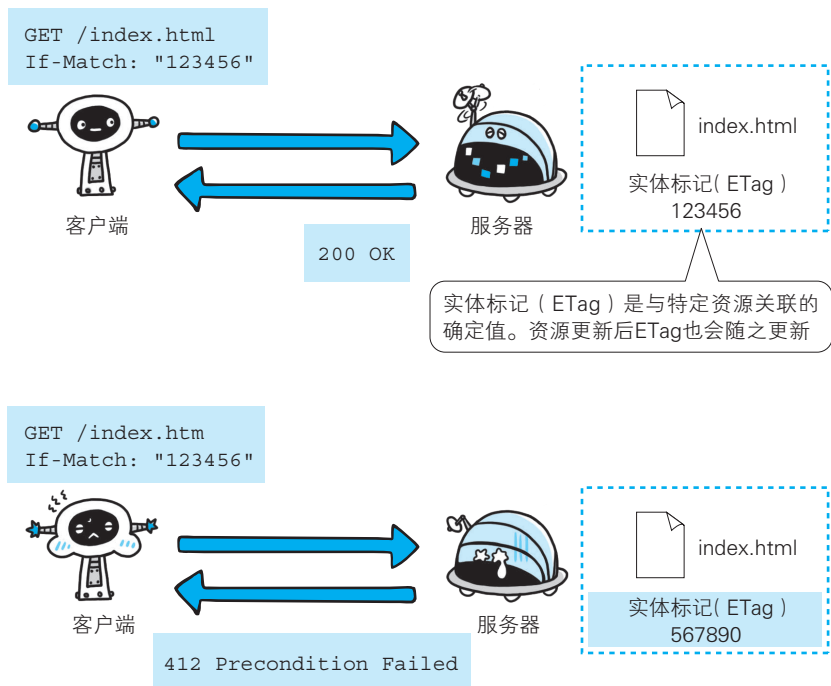 GET /index.html
If-Match: "123456"
index.html
实体标记( ETag )
123456
客户端
服务器
200 OK
实体标记（ETag）是与特定资源关联的
确定值。资源更新后ETag也会随之更新
GET /index.htm
If-Match: "123456"
index.html
实体标记( ETag )
567890
客户端
服务器
412 Precondition Failed